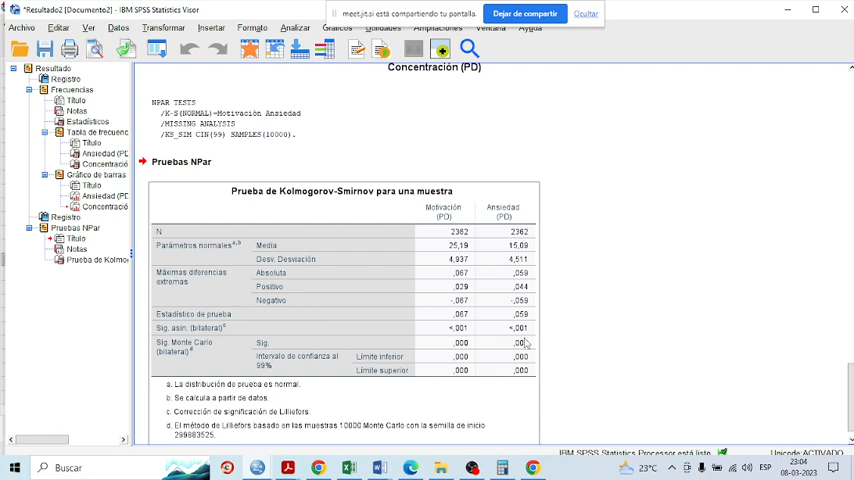 *Resultado2 [Documento2] - IBM SPSS Statistics Visor
meet.jit.si está compartiendo tu pantalla.
Dejar de compartir
Ocultar
Archivo Editar Ver Datos Transformar Insertar Formato Analizar Gráficos Utilidades Ampliaciones Ventana Ayuda
Resultado
Registro
Frecuencias
Título
Notas
Estadísticos
Tabla de frecuenc
Título
Ansiedad (PD
Concentració
Gráfico de barras
Título
Ansiedad (PD
Concentració
Registro
Pruebas NPar
Título
Notas
Prueba de Kolmo
Concentración (PD)
NPAR TESTS
/K-S(NORMAL)=Motivación Ansiedad
/MISSING ANALYSIS
/KS_SIM CIN(99) SAMPLES(10000).
Pruebas NPar
Prueba de Kolmogorov-Smirnov para una muestra
Motivación (PD) Ansiedad (PD)
N 2362 2362
Parámetros normales a,b Media 25,19 15,09
Desv. Desviación 4,937 4,511
Máximas diferencias extremas Absoluta ,067 ,059
Positivo ,029 ,044
Negativo -,067 -,059
Estadístico de prueba ,067 ,059
Sig. asin. (bilateral) c <,001 <,001
Sig. Monte Carlo (bilateral) d Sig. ,000 ,000
Intervalo de confianza al 99% Límite inferior ,000 ,000
Límite superior ,000 ,000
a. La distribución de prueba es normal.
b. Se calcula a partir de datos.
c. Corrección de significación de Lilliefors.
d. El método de Lilliefors basado en las muestras 10000 Monte Carlo con la semilla de inicio
299883525.
IBM SPSS Statistics Processor está listo
Unicode:ACTIVADO
Buscar
23°C
ESP
23:04
08-03-2023